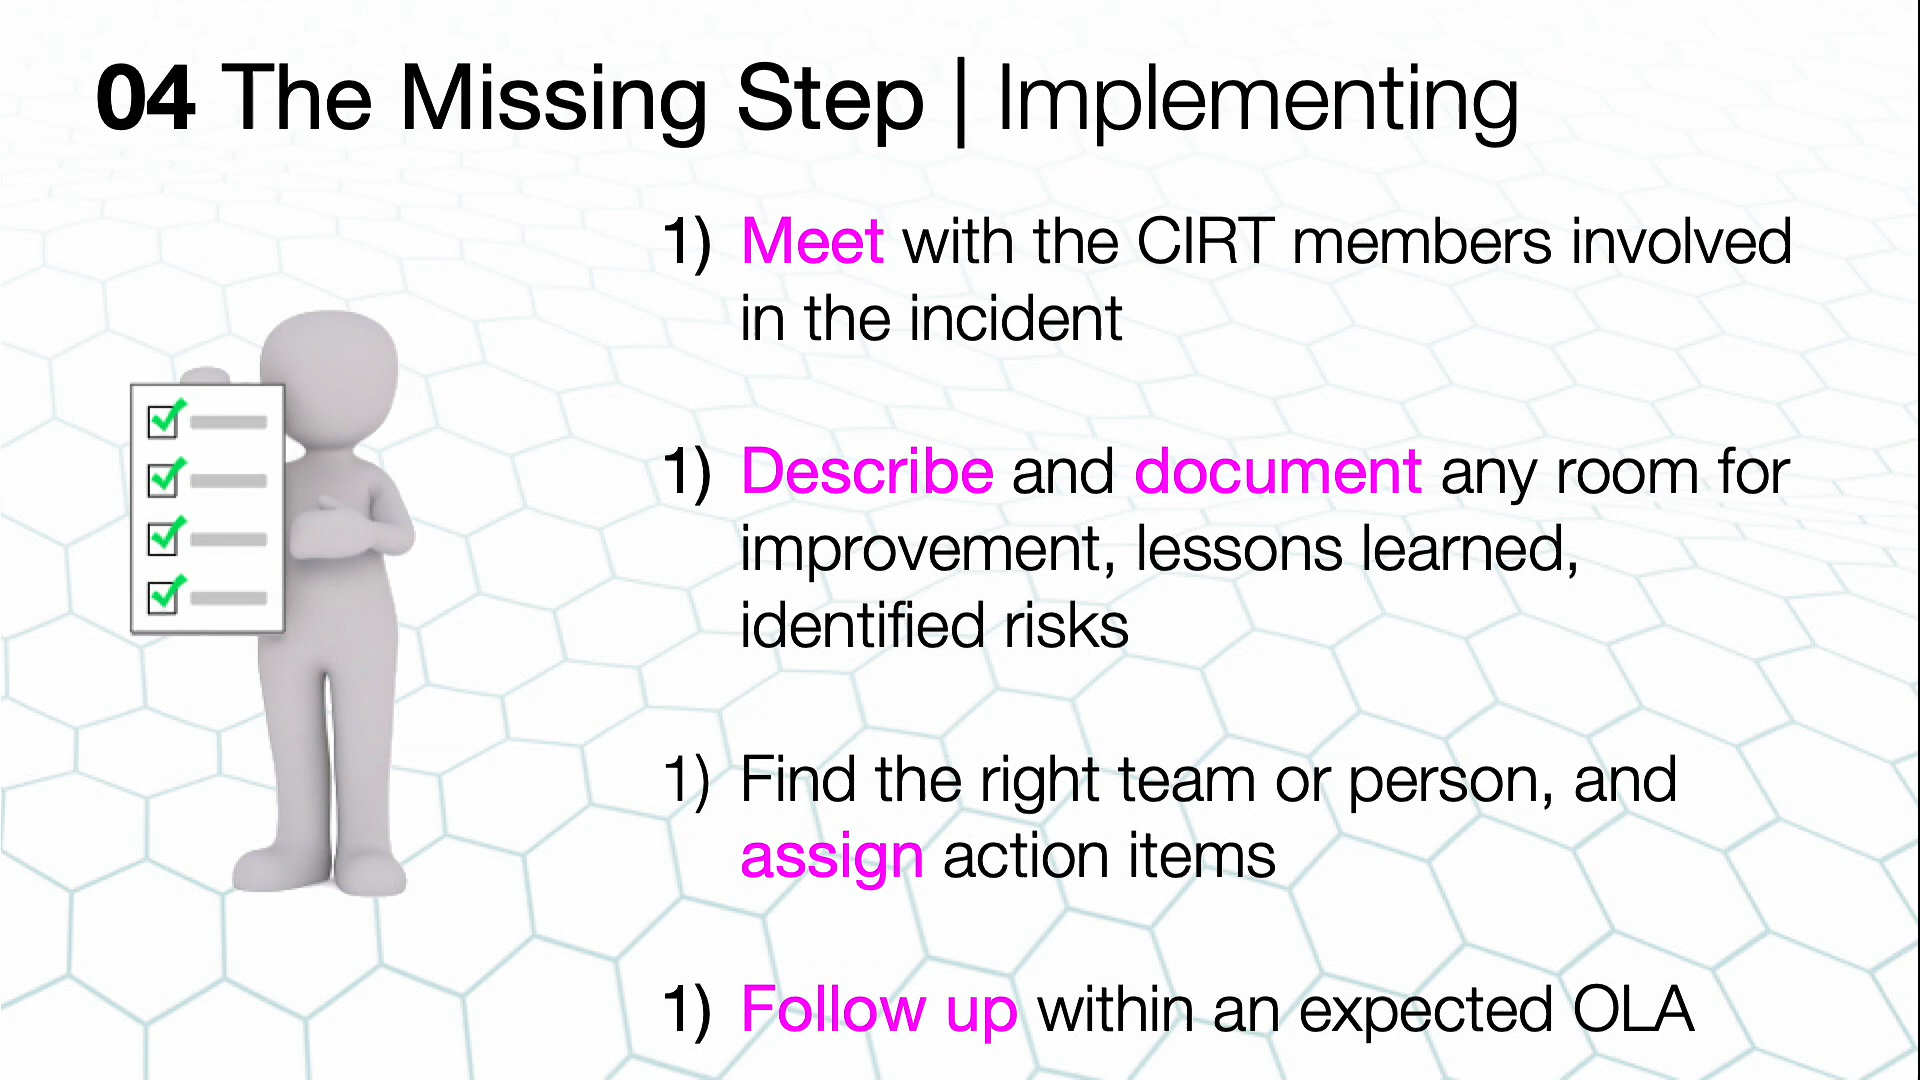 04 The Missing Step | Implementing
1) Meet with the CIRT members involved
in the incident
1) Describe and document any room for
improvement, lessons learned,
identified risks
1) Find the right team or person, and
assign action items
1) Follow up within an expected OLA